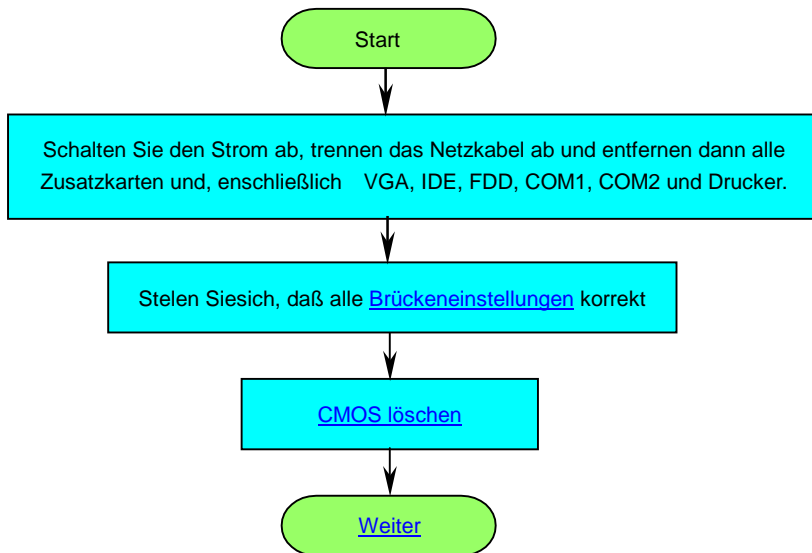 Start
Schalten Sie den Strom ab, trennen das Netzkabel ab und entfernen dann alle
Zusatzkarten und, enschließlich VGA, IDE, FDD, COM1, COM2 und Drucker.
Stelen Siesich, daß alle Brückeneinstellungen korrekt
CMOS löschen
Weiter